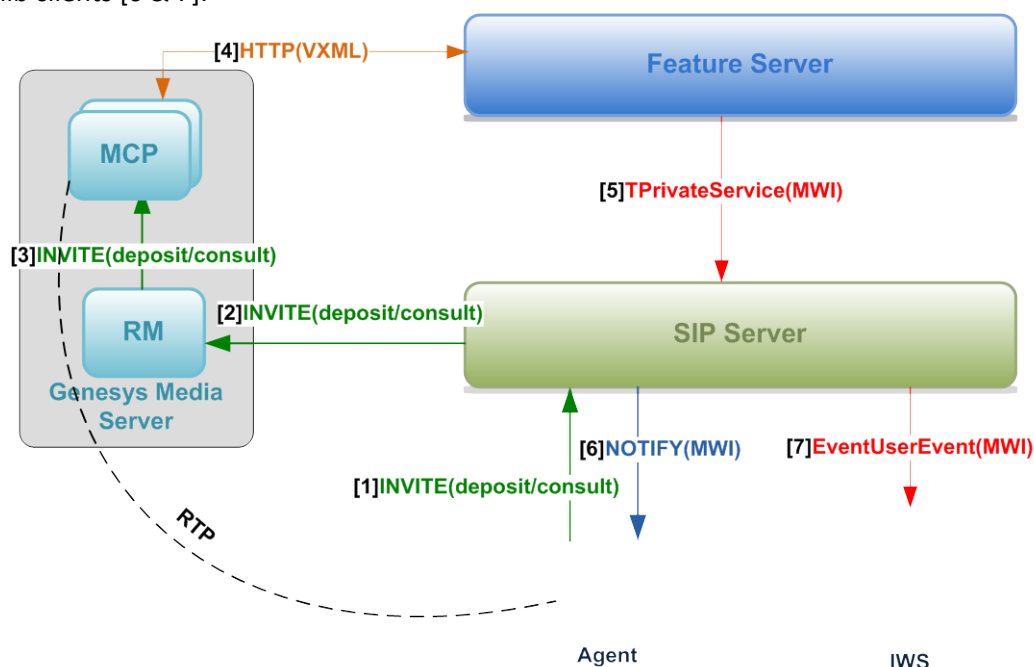 [4]HTTP(VXML)
Feature Server
MCP
[5]TPrivateService(MWI)
[3]INVITE(deposit/consult)
[2]INVITE(deposit/consult)
RM
SIP Server
Genesys Media
Server
[6]NOTIFY(MWI)
[7]EventUserEvent(MWI)
[1]INVITE(deposit/consult)
RTP
Agent
IWS